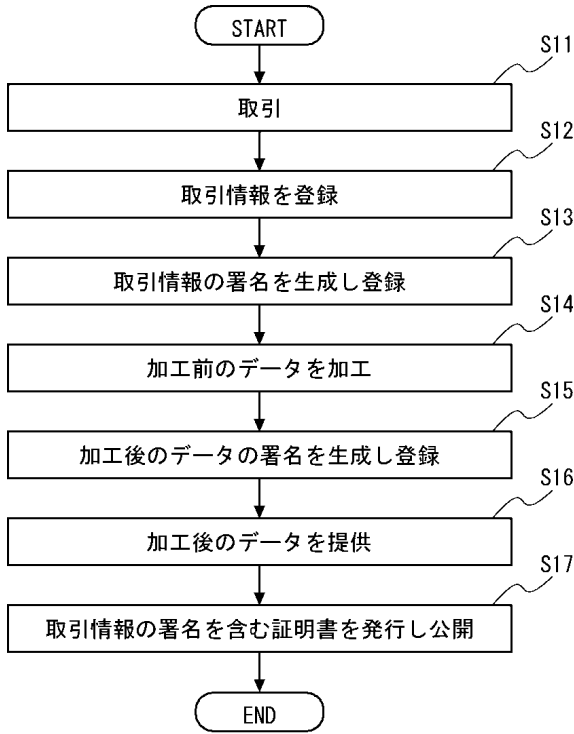 START
S11
取引
S12
取引情報を登録
S13
取引情報の署名を生成し登録
S14
加工前のデータを加工
S15
加工後のデータの署名を生成し登録
S16
加工後のデータを提供
S17
取引情報の署名を含む証明書を発行し公開
END